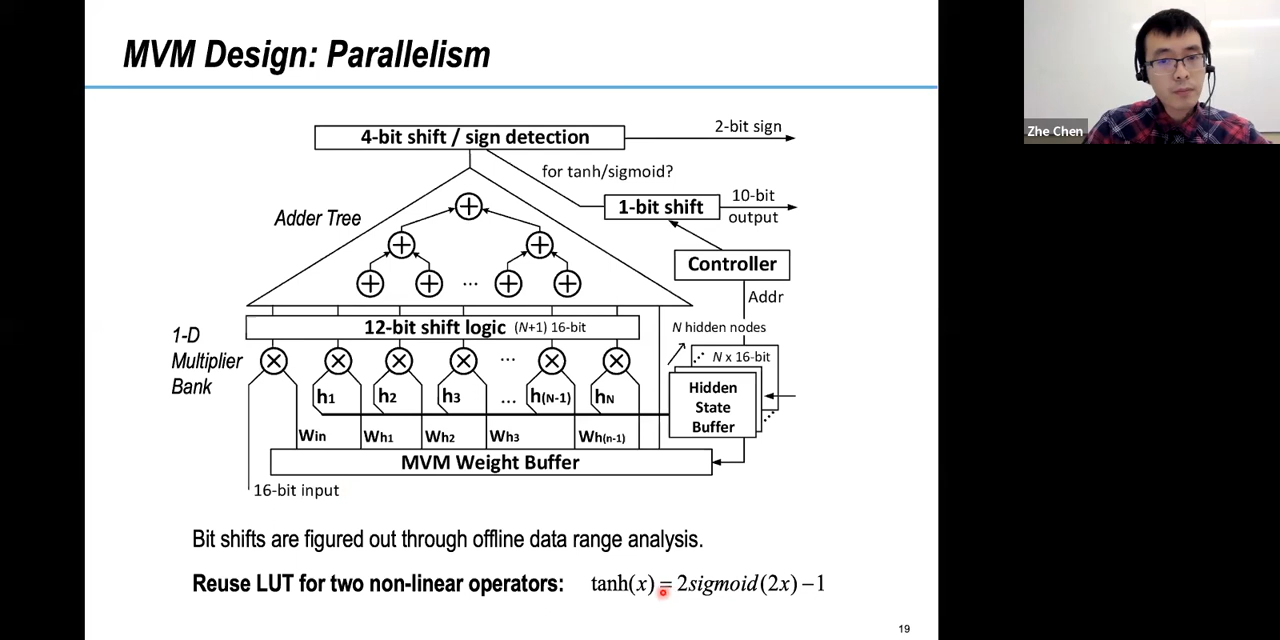 MVM Design: Parallelism
4-bit shift / sign detection
2-bit sign
for tanh/sigmoid?
Adder Tree
1-bit shift
10-bit
output
Controller
Addr
...
12-bit shift logic (N+1) 16-bit
N hidden nodes
1-D
Multiplier
Bank
...
N x 16-bit
h1 h2 h3 ... h(N-1) hN
Hidden
State
Buffer
Win Wh1 Wh2 Wh3 Wh(n-1)
MVM Weight Buffer
16-bit input
Bit shifts are figured out through offline data range analysis.
Reuse LUT for two non-linear operators: tanh(x) = 2sigmoid(2x) − 1
19
Zhe Chen